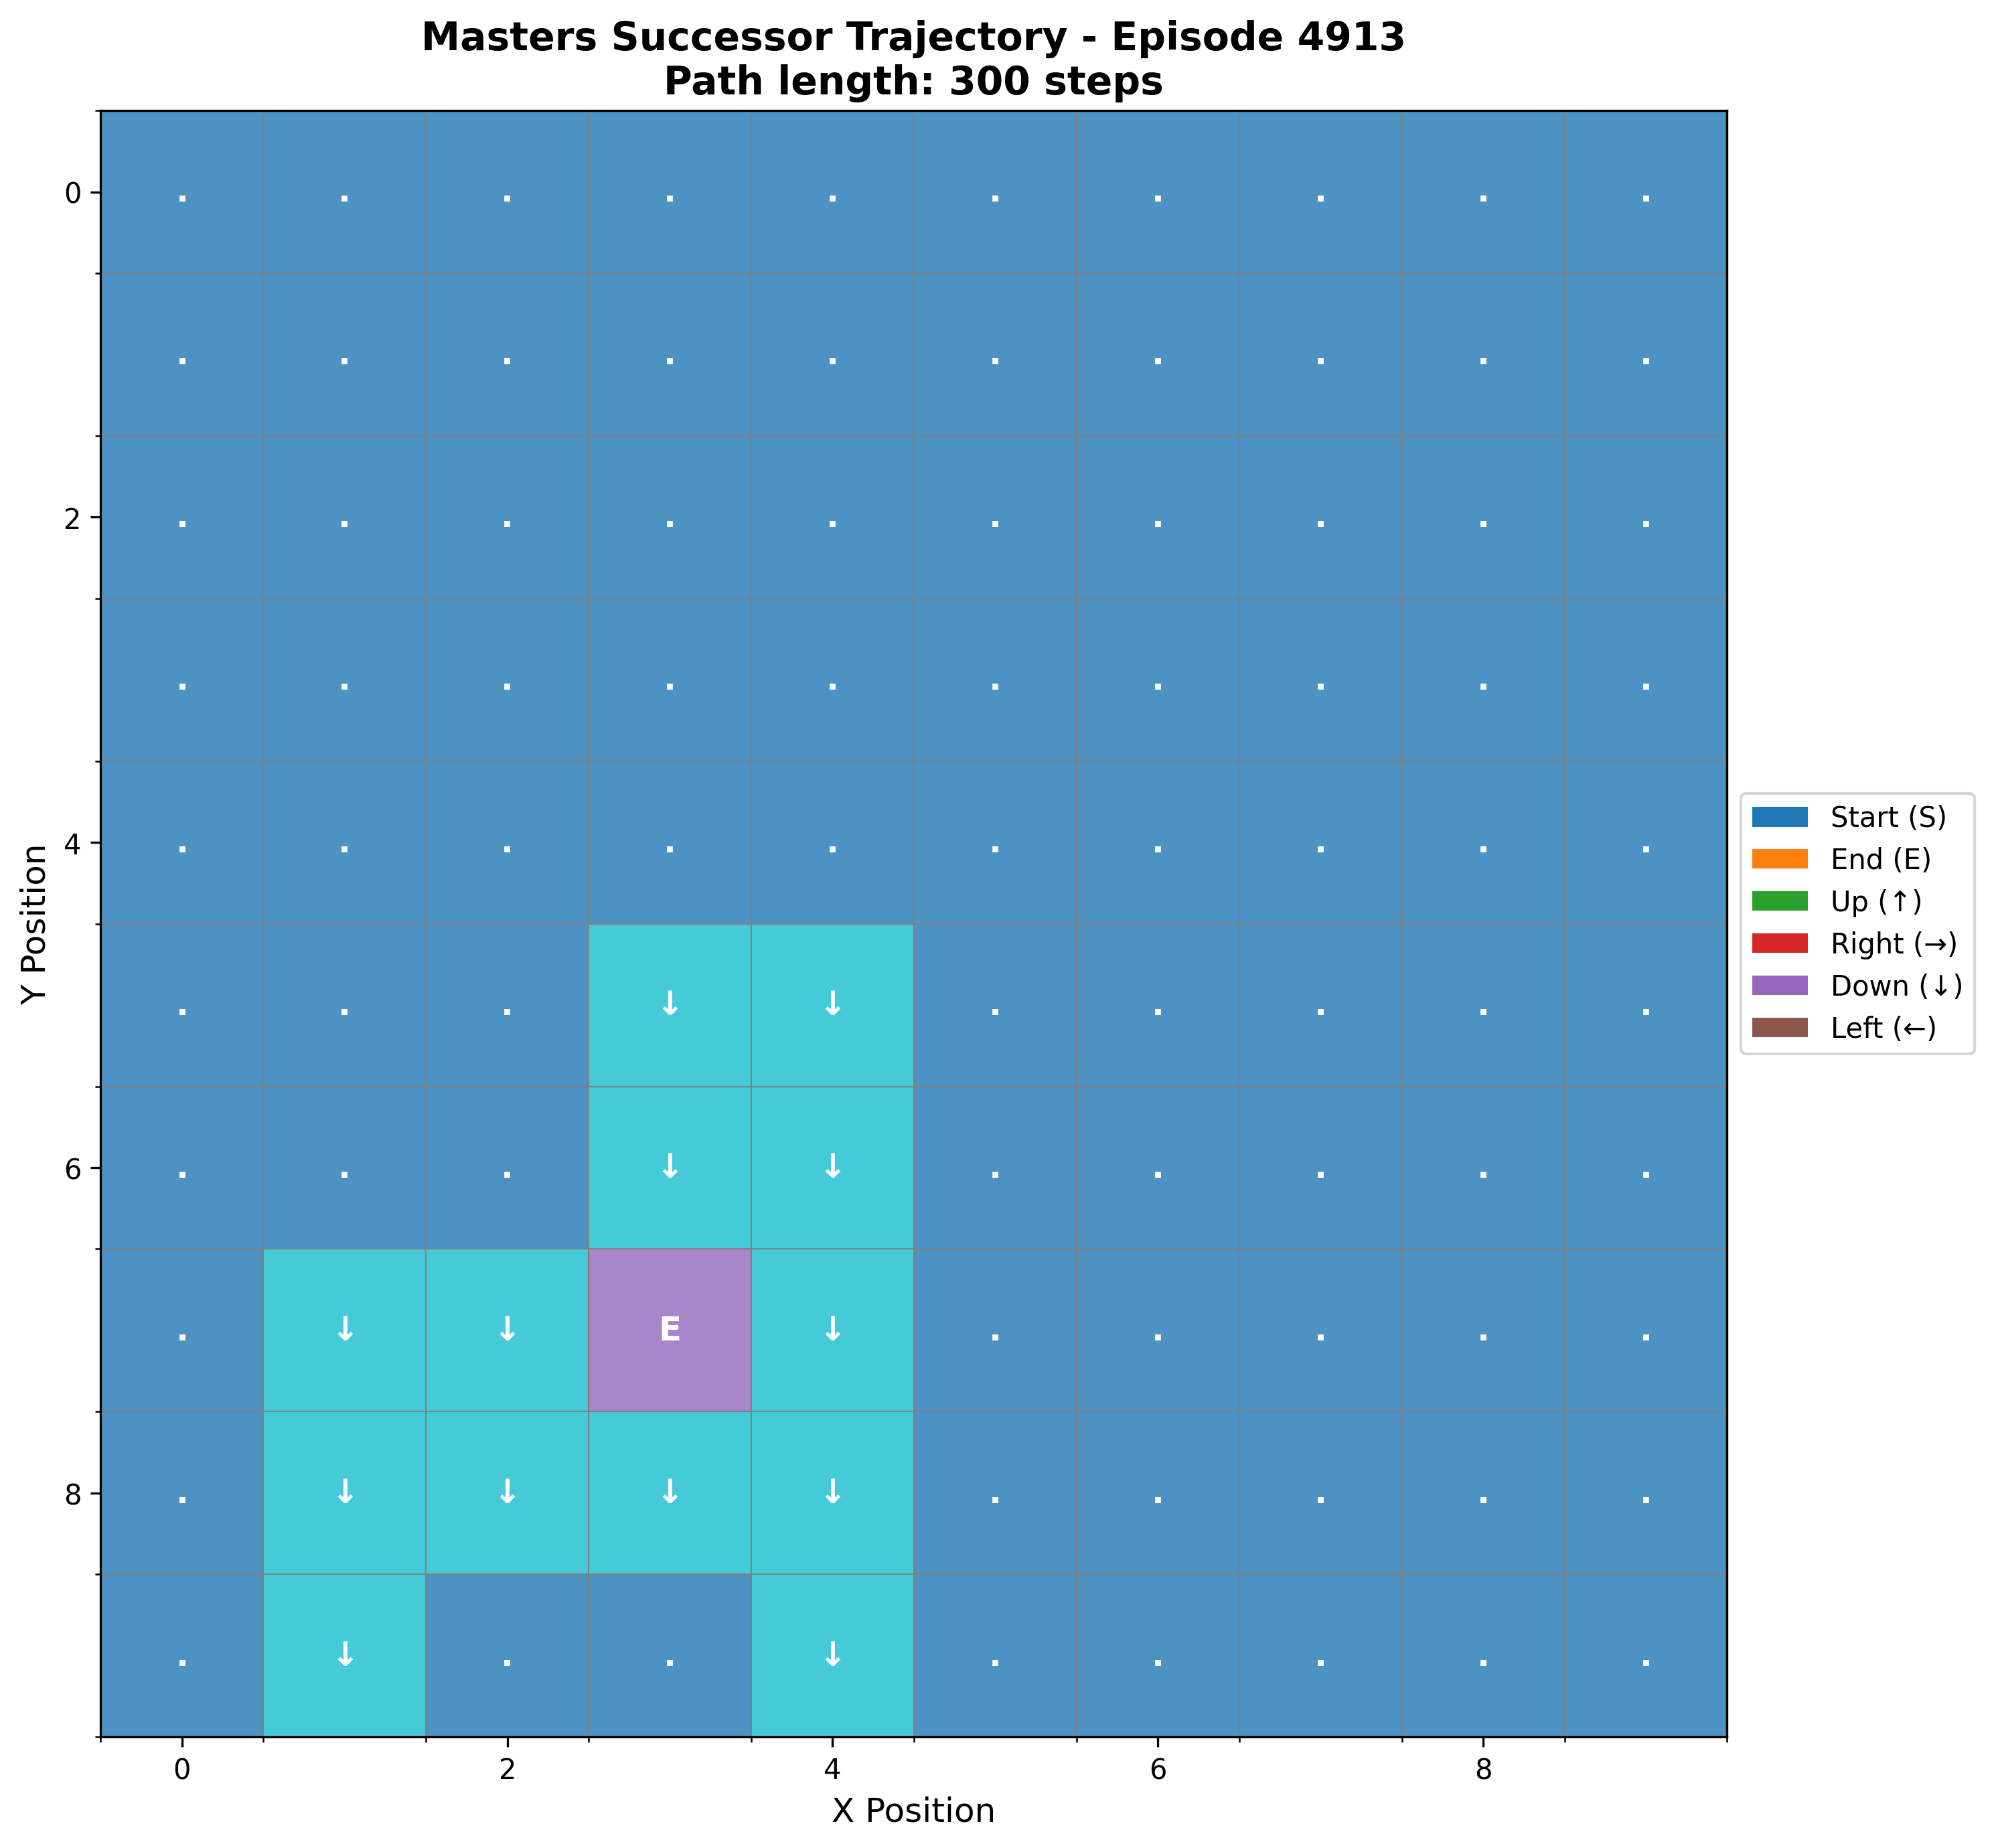 Masters Successor Trajectory - Episode 4913
Path length: 300 steps
0 . . . . . . . . . .
. . . . . . . . . .
2 . . . . . . . . . .
. . . . . . . . . .
4 . . . . . . . . . .
. . . ↓ ↓ . . . . .
6 . . . ↓ ↓ . . . . .
. ↓ ↓ E ↓ . . . . .
8 . ↓ ↓ ↓ ↓ . . . . .
. ↓ . . ↓ . . . . .
0 2 4 6 8
X Position
Y Position
Start (S)
End (E)
Up (↑)
Right (→)
Down (↓)
Left (←)